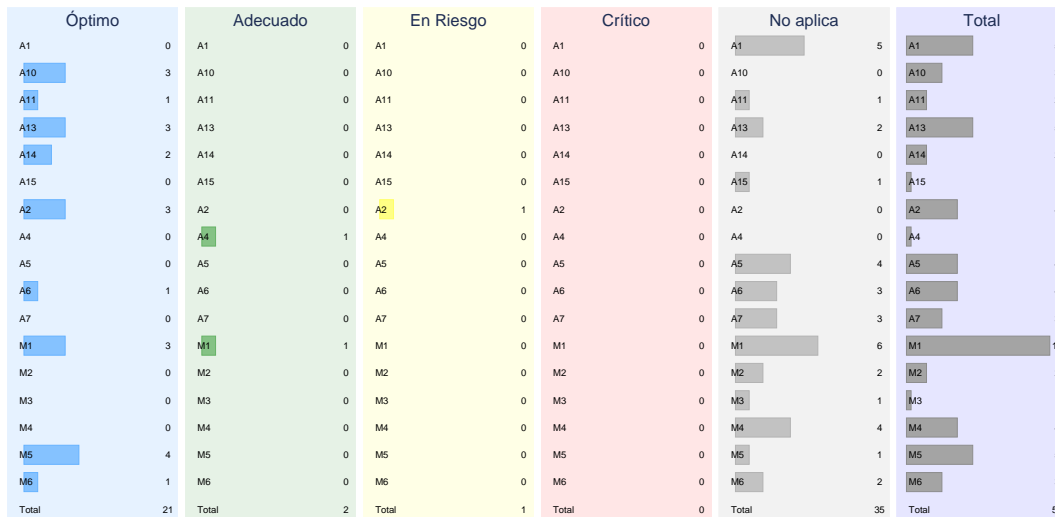 Óptimo
A1 0
A10 3
A11 1
A13 3
A14 2
A15 0
A2 3
A4 0
A5 0
A6 1
A7 0
M1 3
M2 0
M3 0
M4 0
M5 4
M6 1
Total 21
Adecuado
A1 0
A10 0
A11 0
A13 0
A14 0
A15 0
A2 0
A4 1
A5 0
A6 0
A7 0
M1 1
M2 0
M3 0
M4 0
M5 0
M6 0
Total 2
En Riesgo
A1 0
A10 0
A11 0
A13 0
A14 0
A15 0
A2 1
A4 0
A5 0
A6 0
A7 0
M1 0
M2 0
M3 0
M4 0
M5 0
M6 0
Total 1
Crítico
A1 0
A10 0
A11 0
A13 0
A14 0
A15 0
A2 0
A4 0
A5 0
A6 0
A7 0
M1 0
M2 0
M3 0
M4 0
M5 0
M6 0
Total 0
No aplica
A1 5
A10 0
A11 1
A13 2
A14 0
A15 1
A2 0
A4 0
A5 4
A6 3
A7 3
M1 6
M2 2
M3 1
M4 4
M5 1
M6 2
Total 35
Total
A1
A10
A11
A13
A14
A15
A2
A4
A5
A6
A7
M1
M2
M3
M4
M5
M6
Total